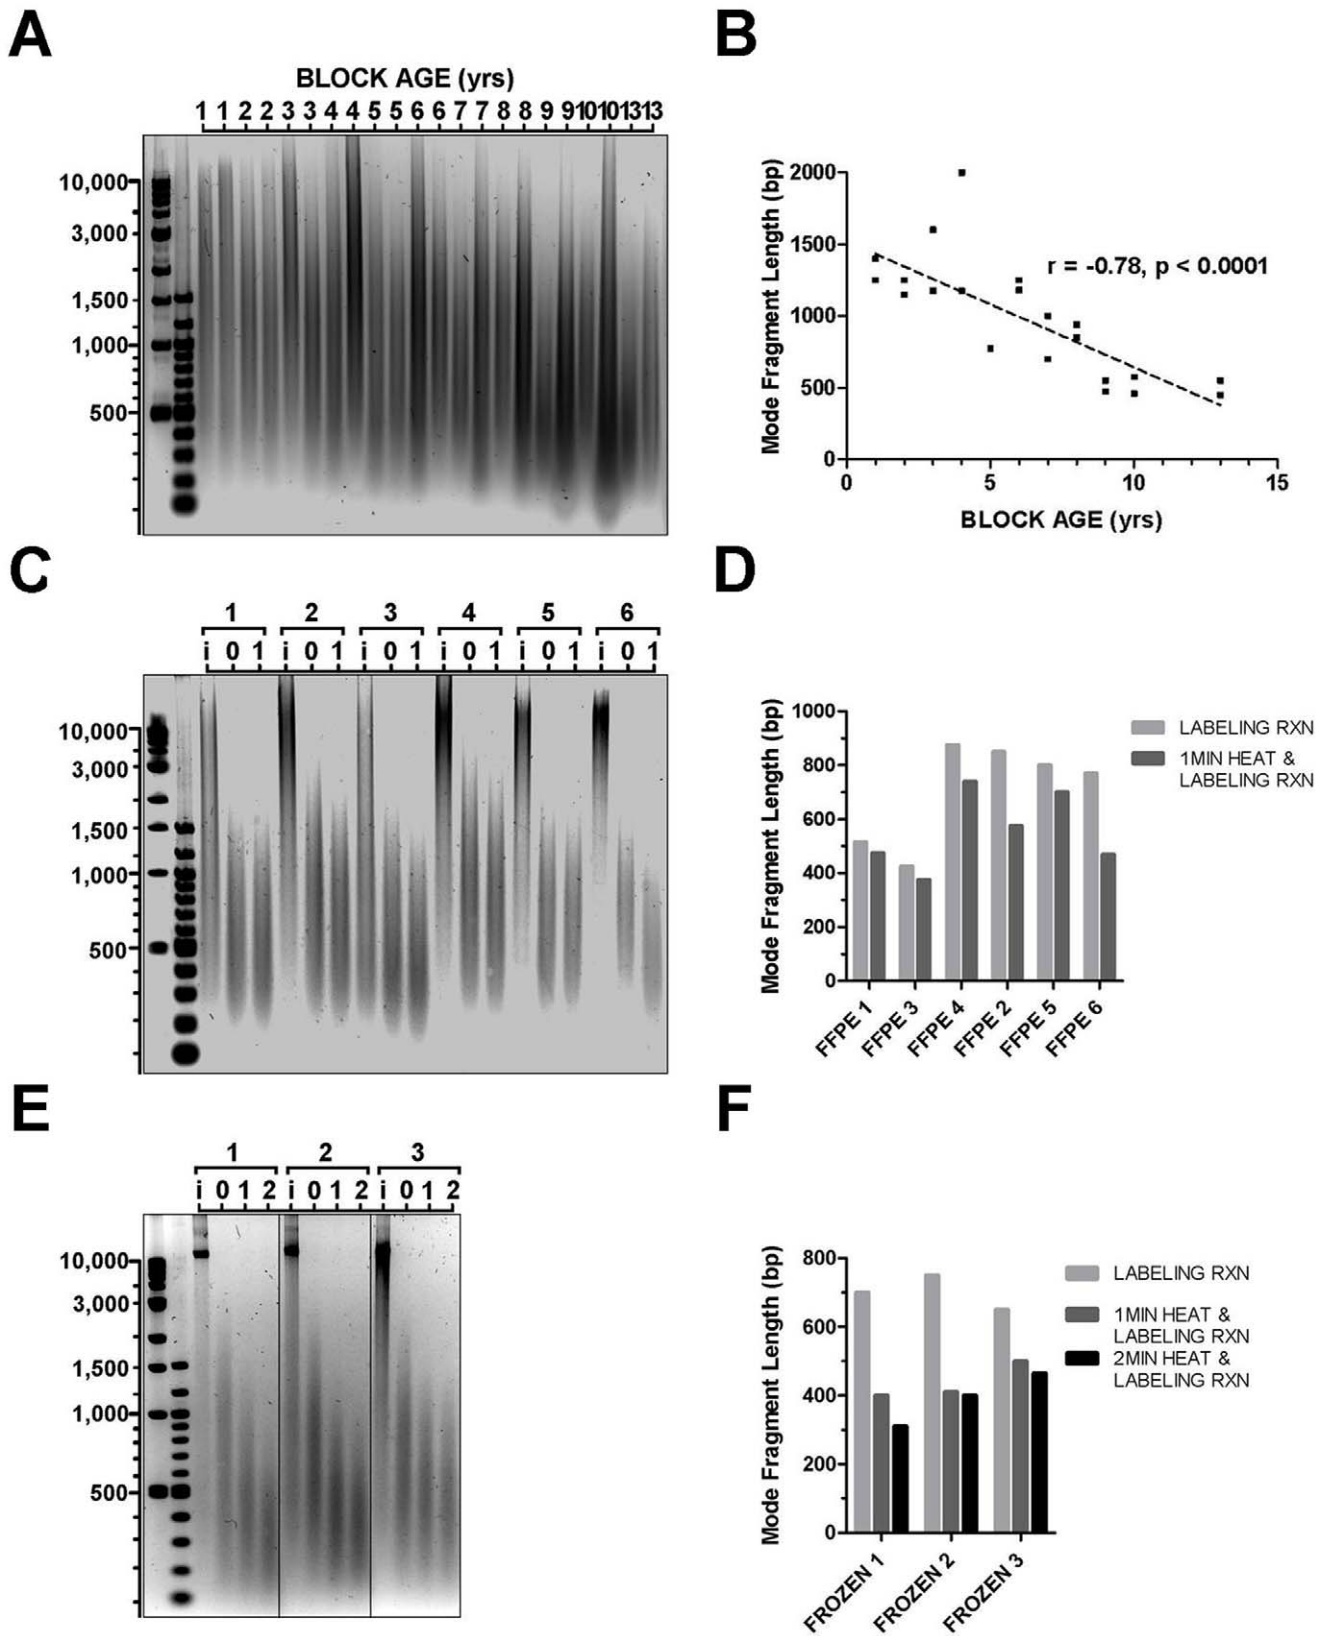 A
BLOCK AGE (yrs)
1 1 2 2 3 3 4 4 5 5 6 6 7 7 8 8 9 9 10 10 13 13
10,000
3,000
1,500
1,000
500
B
Mode Fragment Length (bp)
2000
1500
1000
500
0
r = -0.78, p < 0.0001
0 5 10 15
BLOCK AGE (yrs)
C
1 2 3 4 5 6
i 0 1 i 0 1 i 0 1 i 0 1 i 0 1 i 0 1
10,000
3,000
1,500
1,000
500
D
Mode Fragment Length (bp)
1000
800
600
400
200
0
LABELING RXN
1MIN HEAT &
LABELING RXN
FFPE 1 FFPE 3 FFPE 4 FFPE 2 FFPE 5 FFPE 6
E
1 2 3
i 0 1 2 i 0 1 2 i 0 1 2
10,000
3,000
1,500
1,000
500
F
Mode Fragment Length (bp)
800
600
400
200
0
LABELING RXN
1MIN HEAT &
LABELING RXN
2MIN HEAT &
LABELING RXN
FROZEN 1 FROZEN 2 FROZEN 3